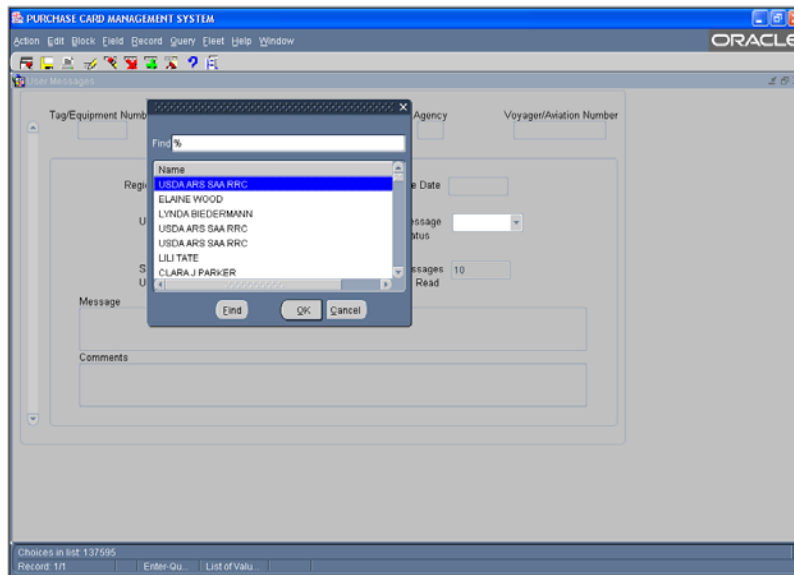 PURCHASE CARD MANAGEMENT SYSTEM
Action Edit Block Field Record Query Fleet Help Window
ORACLE
User Messages
Tag/Equipment Numb
Agency
Voyager/Aviation Number
Find %
Name
USDA ARS SAA RRC
ELAINE WOOD
LYNDA BIEDERMANN
USDA ARS SAA RRC
USDA ARS SAA RRC
LILI TATE
CLARA J PARKER
Find
OK
Cancel
Regi
e Date
U
essage
atus
S
U
ssages 10
Read
Message
Comments
Choices in list: 137595
Record: 1/1
Enter-Qu...
List of Valu...